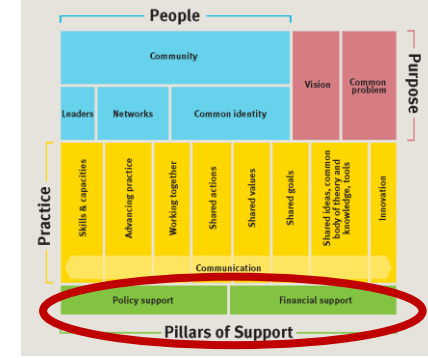 People
Community
Leaders
Networks
Common identity
Vision
Common
problem
Purpose
Practice
Skills & capacities
Advancing practice
Working together
Shared actions
Shared values
Shared goals
Shared ideas, common
body of theory and
knowledge, tools
Innovation
Communication
Policy support
Financial support
Pillars of Support